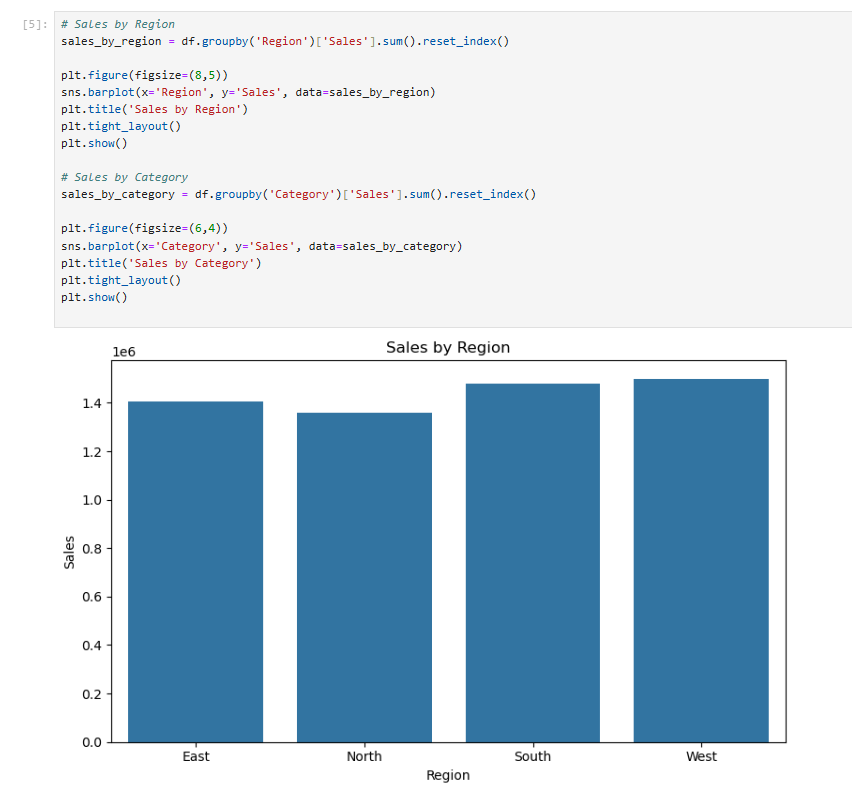 [5]: # Sales by Region
sales_by_region = df.groupby('Region')['Sales'].sum().reset_index()
plt.figure(figsize=(8,5))
sns.barplot(x='Region', y='Sales', data=sales_by_region)
plt.title('Sales by Region')
plt.tight_layout()
plt.show()
# Sales by Category
sales_by_category = df.groupby('Category')['Sales'].sum().reset_index()
plt.figure(figsize=(6,4))
sns.barplot(x='Category', y='Sales', data=sales_by_category)
plt.title('Sales by Category')
plt.tight_layout()
plt.show()
Sales by Region
1e6
1.4
1.2
1.0
0.8
0.6
0.4
0.2
0.0
Sales
East North South West
Region